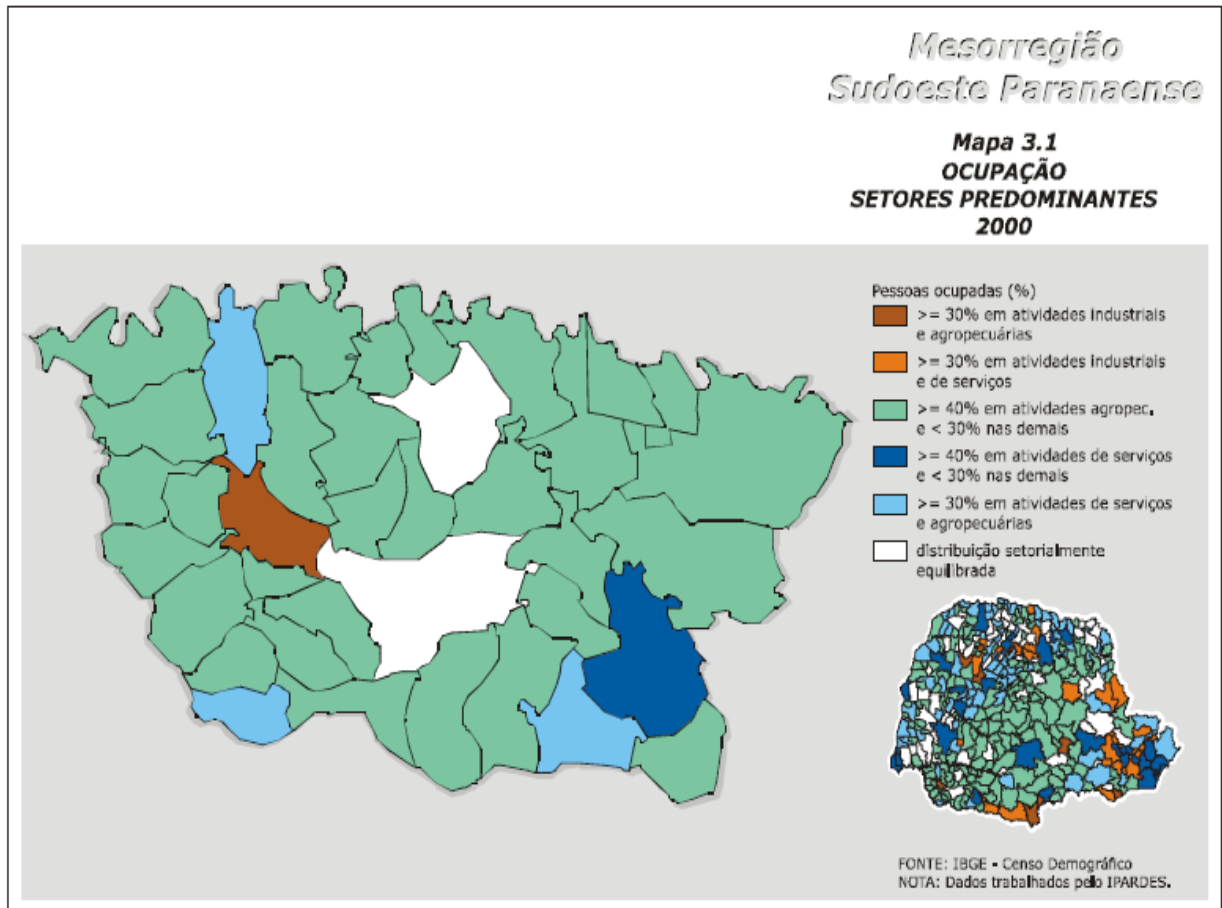 Mesorregião
Sudoeste Paranaense
Mapa 3.1
OCUPAÇÃO
SETORES PREDOMINANTES
2000
Pessoas ocupadas (%)
>= 30% em atividades industriais
e agropecuárias
>= 30% em atividades industriais
e de serviços
>= 40% em atividades agropec.
e < 30% nas demais
>= 40% em atividades de serviços
e < 30% nas demais
>= 30% em atividades de serviços
e agropecuárias
distribuição setorialmente
equilibrada
FONTE: IBGE - Censo Demográfico
NOTA: Dados trabalhados pelo IPARDES.